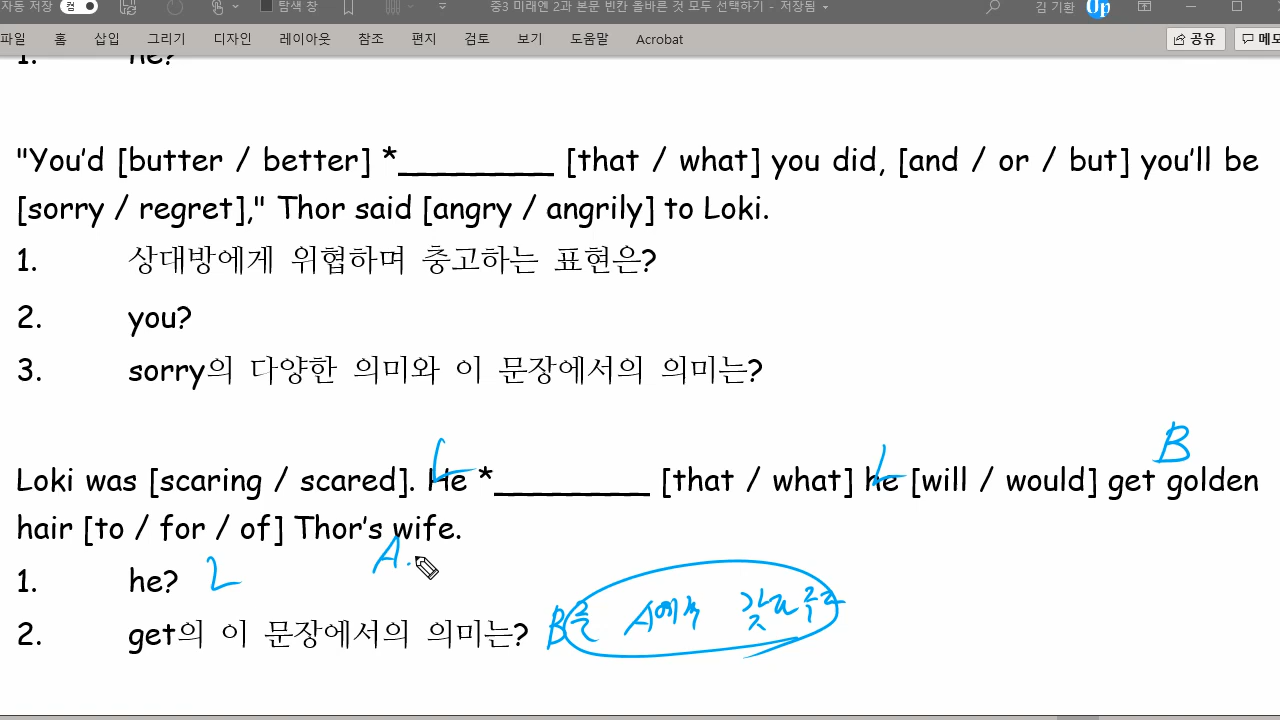 자동 저장 컴 탐색 창 중3 미래엔 2과 본문 빈칸 올바른 것 모두 선택하기 - 저장됨 김 기환
파일 홈 삽입 그리기 디자인 레이아웃 참조 편지 검토 보기 도움말 Acrobat 공유 메모
1. he?
"You'd [butter / better] *_________ [that / what] you did, [and / or / but] you'll be
[sorry / regret]," Thor said [angry / angrily] to Loki.
1. 상대방에게 위협하며 충고하는 표현은?
2. you?
3. sorry의 다양한 의미와 이 문장에서의 의미는?
L L B
Loki was [scaring / scared]. He *_________ [that / what] he [will / would] get golden
hair [to / for / of] Thor's wife.
A.
1. he? L
2. get의 이 문장에서의 의미는? B를 A에게